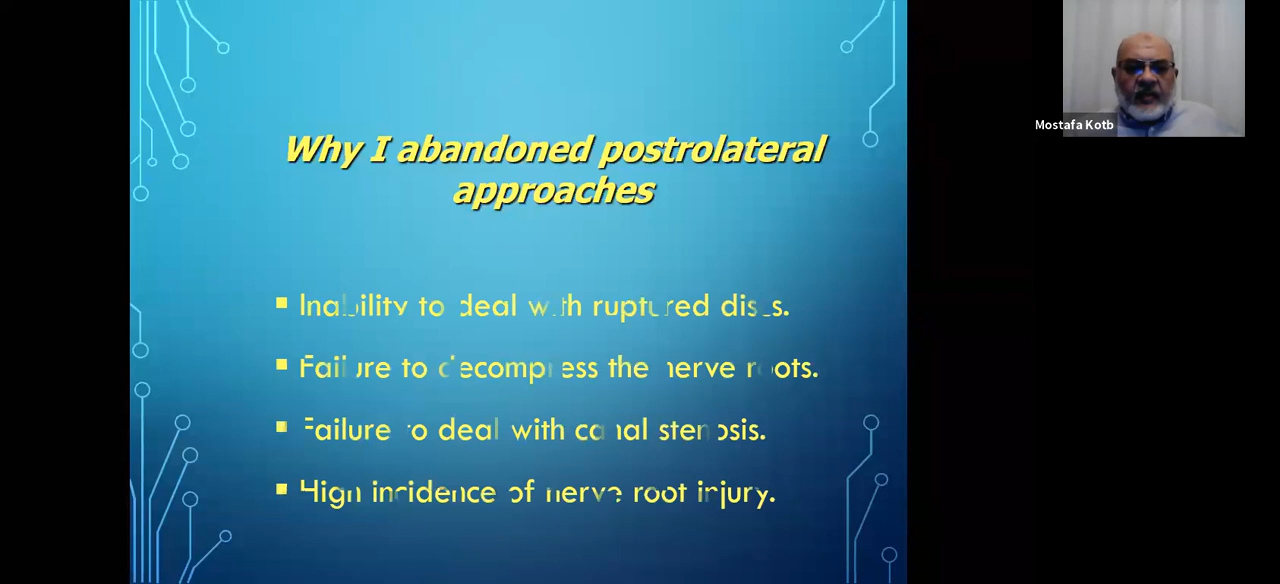 Why I abandoned postrolateral
approaches
▪ Inability to deal with ruptured discs.
▪ Failure to decompress the nerve roots.
▪ Failure to deal with canal stenosis.
▪ High incidence of nerve root injury.
Mostafa Kotb